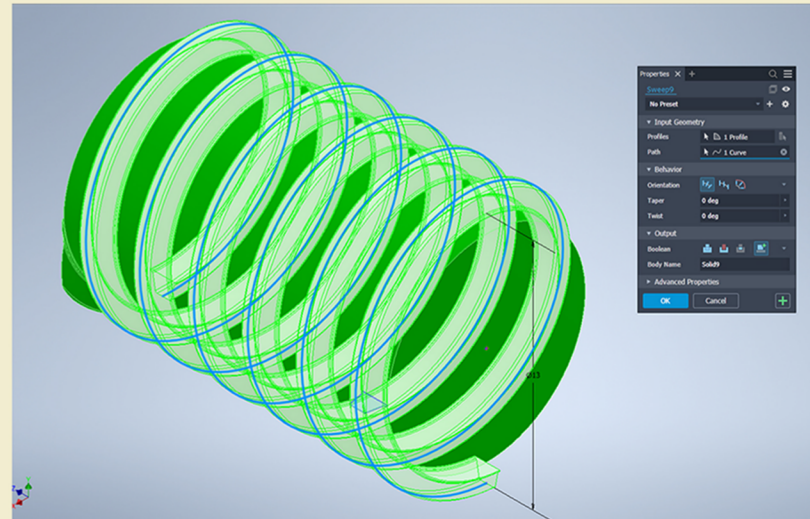 Properties × +
Sweep9
No Preset
Input Geometry
Profiles 1 Profile
Path 1 Curve
Behavior
Orientation
Taper 0 deg
Twist 0 deg
Output
Boolean
Body Name Solid9
Advanced Properties
OK Cancel +
Ø13